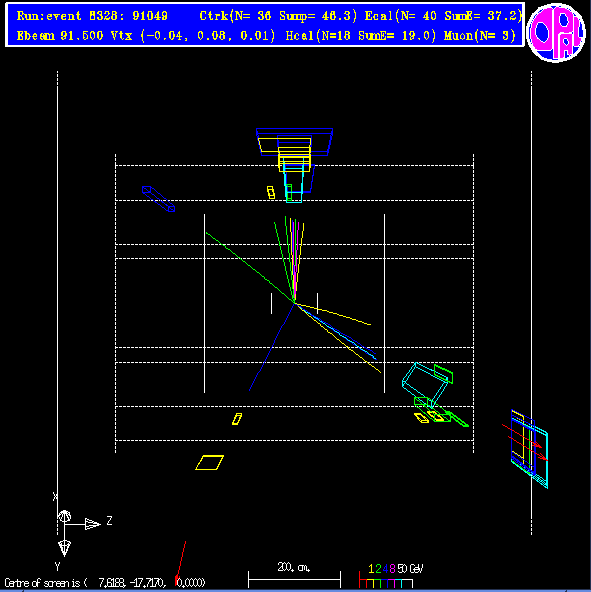 Run:event 8328: 91049 Ctrk(N= 36 Sump= 46.3) Ecal(N= 40 SumE= 37.2)
Ebeam 91.500 Vtx (-0.04, 0.08, 0.01) Hcal(N=18 SumE= 19.0) Muon(N= 3)
OPAL
X
Z
Y
200. cm.
1 2 4 8 50 GeV
Centre of screen is ( 7.6188, -17.7170, 0.0000)